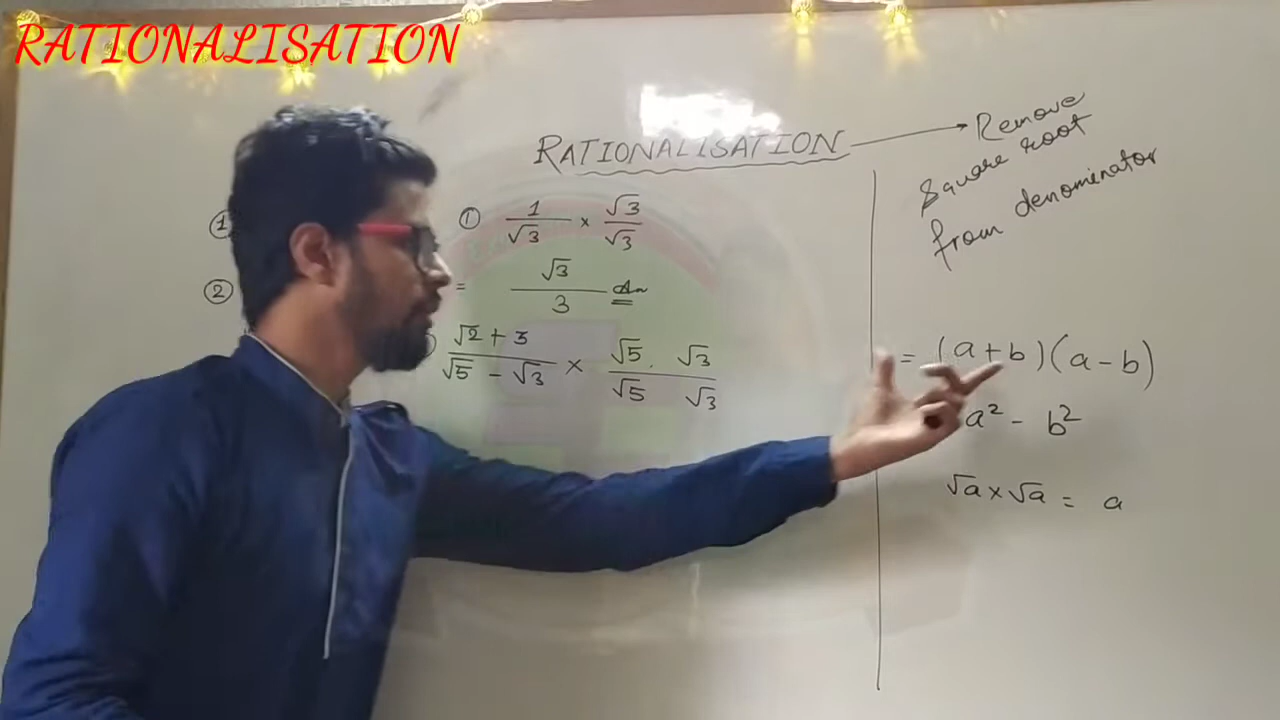 RATIONALISATION
RATIONALISATION → Remove
Square root
from denominator
① 1/√3 × √3/√3
= √3/3 Ans
(√2 + 3)/(√5 - √3) × (√5 . √3)/(√5 √3)
①
②
= (a+b)(a-b)
a² - b²
√a × √a = a